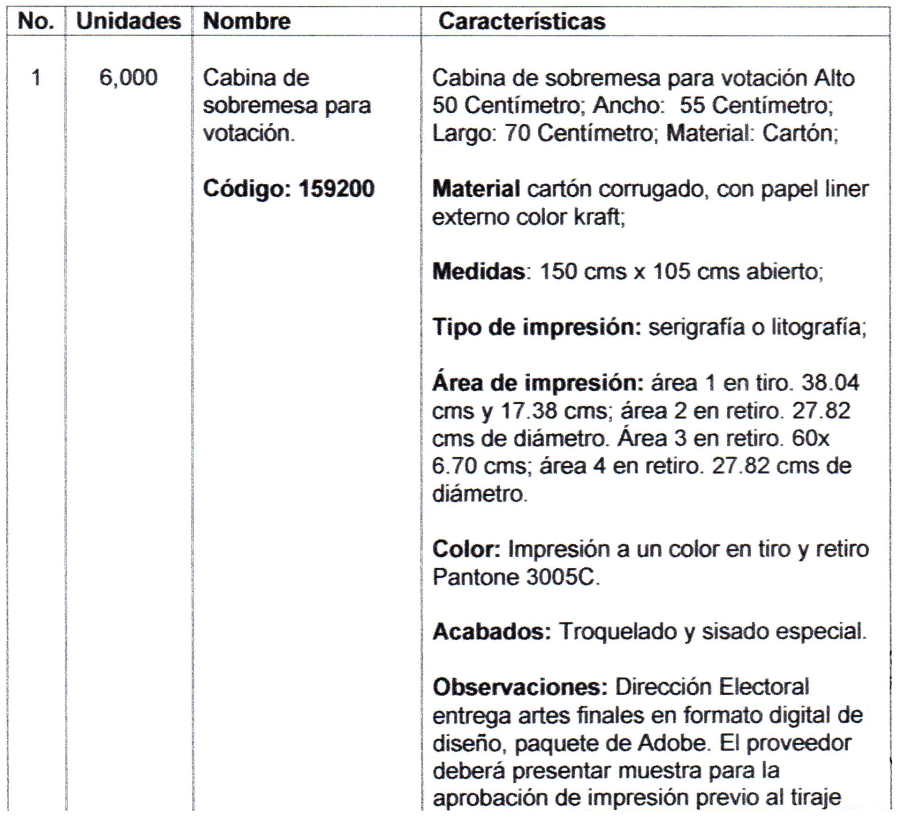 No. Unidades Nombre Características
1 6,000 Cabina de Cabina de sobremesa para votación Alto
sobremesa para 50 Centímetro; Ancho: 55 Centímetro;
votación. Largo: 70 Centímetro; Material: Cartón;
Código: 159200 Material cartón corrugado, con papel liner
externo color kraft;
Medidas: 150 cms x 105 cms abierto;
Tipo de impresión: serigrafía o litografía;
Área de impresión: área 1 en tiro. 38.04
cms y 17.38 cms; área 2 en retiro. 27.82
cms de diámetro. Área 3 en retiro. 60x
6.70 cms; área 4 en retiro. 27.82 cms de
diámetro.
Color: Impresión a un color en tiro y retiro
Pantone 3005C.
Acabados: Troquelado y sisado especial.
Observaciones: Dirección Electoral
entrega artes finales en formato digital de
diseño, paquete de Adobe. El proveedor
deberá presentar muestra para la
aprobación de impresión previo al tiraje